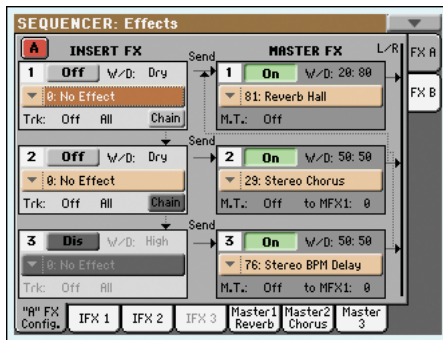 SEQUENCER: Effects
A INSERT FX Send MASTER FX L/R FX A
1 Off W/D: Dry 1 On W/D: 20:80
0: No Effect 81: Reverb Hall FX B
Trk: Off All Chain M.T.: Off
Send
2 Off W/D: Dry 2 On W/D: 50:50
0: No Effect 29: Stereo Chorus
Trk: Off All Chain M.T.: Off to MFX1: 0
Send
3 Dis W/D: High 3 On W/D: 50:50
0: No Effect 76: Stereo BPM Delay
Trk: Off All M.T.: Off to MFX1: 0
"A" FX Config. IFX 1 IFX 2 IFX 3 Master1 Reverb Master2 Chorus Master 3